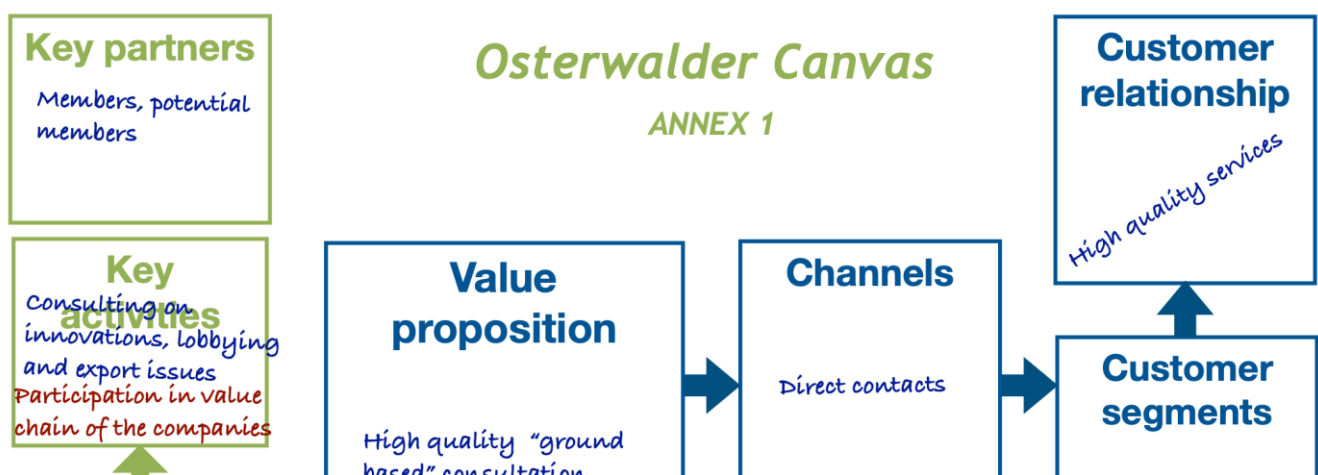 Key partners
Members, potential
members
Osterwalder Canvas
ANNEX 1
Customer
relationship
High quality services
Key
activities
Consulting on
innovations, lobbying
and export issues
Participation in value
chain of the companies
Value
proposition
High quality "ground
based" consultation
Channels
Direct contacts
Customer
segments